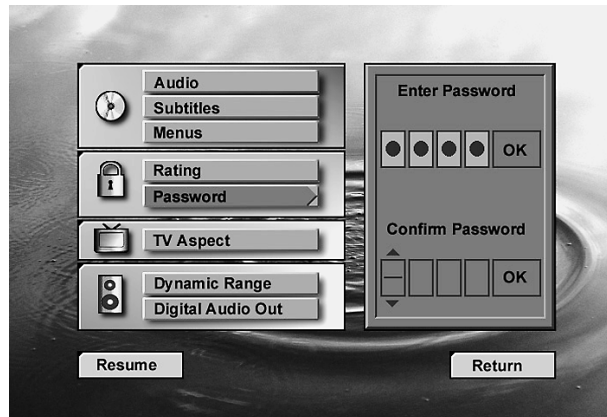 Audio
Subtitles
Menus
Rating
Password
TV Aspect
Dynamic Range
Digital Audio Out
Enter Password
OK
Confirm Password
OK
Resume
Return